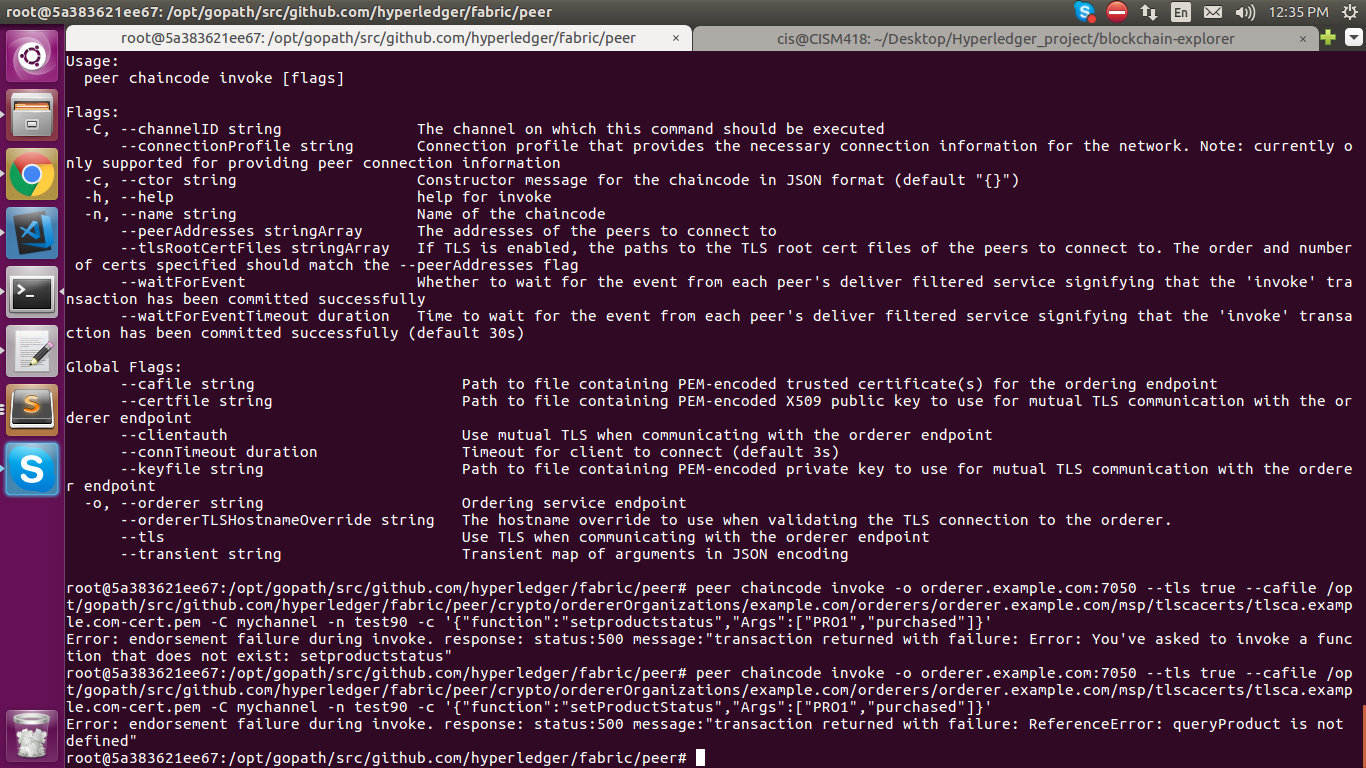 root@5a383621ee67: /opt/gopath/src/github.com/hyperledger/fabric/peer
En
12:35 PM
root@5a383621ee67: /opt/gopath/src/github.com/hyperledger/fabric/peer ×
cis@CISM418: ~/Desktop/Hyperledger_project/blockchain-explorer ×
Usage:
  peer chaincode invoke [flags]

Flags:
  -C, --channelID string               The channel on which this command should be executed
      --connectionProfile string       Connection profile that provides the necessary connection information for the network. Note: currently o
nly supported for providing peer connection information
  -c, --ctor string                    Constructor message for the chaincode in JSON format (default "{}")
  -h, --help                           help for invoke
  -n, --name string                    Name of the chaincode
      --peerAddresses stringArray      The addresses of the peers to connect to
      --tlsRootCertFiles stringArray   If TLS is enabled, the paths to the TLS root cert files of the peers to connect to. The order and number
 of certs specified should match the --peerAddresses flag
      --waitForEvent                   Whether to wait for the event from each peer's deliver filtered service signifying that the 'invoke' tra
nsaction has been committed successfully
      --waitForEventTimeout duration   Time to wait for the event from each peer's deliver filtered service signifying that the 'invoke' transa
ction has been committed successfully (default 30s)

Global Flags:
      --cafile string                       Path to file containing PEM-encoded trusted certificate(s) for the ordering endpoint
      --certfile string                     Path to file containing PEM-encoded X509 public key to use for mutual TLS communication with the or
derer endpoint
      --clientauth                          Use mutual TLS when communicating with the orderer endpoint
      --connTimeout duration                Timeout for client to connect (default 3s)
      --keyfile string                      Path to file containing PEM-encoded private key to use for mutual TLS communication with the ordere
r endpoint
  -o, --orderer string                      Ordering service endpoint
      --ordererTLSHostnameOverride string   The hostname override to use when validating the TLS connection to the orderer.
      --tls                                 Use TLS when communicating with the orderer endpoint
      --transient string                    Transient map of arguments in JSON encoding

root@5a383621ee67:/opt/gopath/src/github.com/hyperledger/fabric/peer# peer chaincode invoke -o orderer.example.com:7050 --tls true --cafile /op
t/gopath/src/github.com/hyperledger/fabric/peer/crypto/ordererOrganizations/example.com/orderers/orderer.example.com/msp/tlscacerts/tlsca.examp
le.com-cert.pem -C mychannel -n test90 -c '{"function":"setproductstatus","Args":["PRO1","purchased"]}'
Error: endorsement failure during invoke. response: status:500 message:"transaction returned with failure: Error: You've asked to invoke a func
tion that does not exist: setproductstatus"
root@5a383621ee67:/opt/gopath/src/github.com/hyperledger/fabric/peer# peer chaincode invoke -o orderer.example.com:7050 --tls true --cafile /op
t/gopath/src/github.com/hyperledger/fabric/peer/crypto/ordererOrganizations/example.com/orderers/orderer.example.com/msp/tlscacerts/tlsca.examp
le.com-cert.pem -C mychannel -n test90 -c '{"function":"setProductStatus","Args":["PRO1","purchased"]}'
Error: endorsement failure during invoke. response: status:500 message:"transaction returned with failure: ReferenceError: queryProduct is not
defined"
root@5a383621ee67:/opt/gopath/src/github.com/hyperledger/fabric/peer#